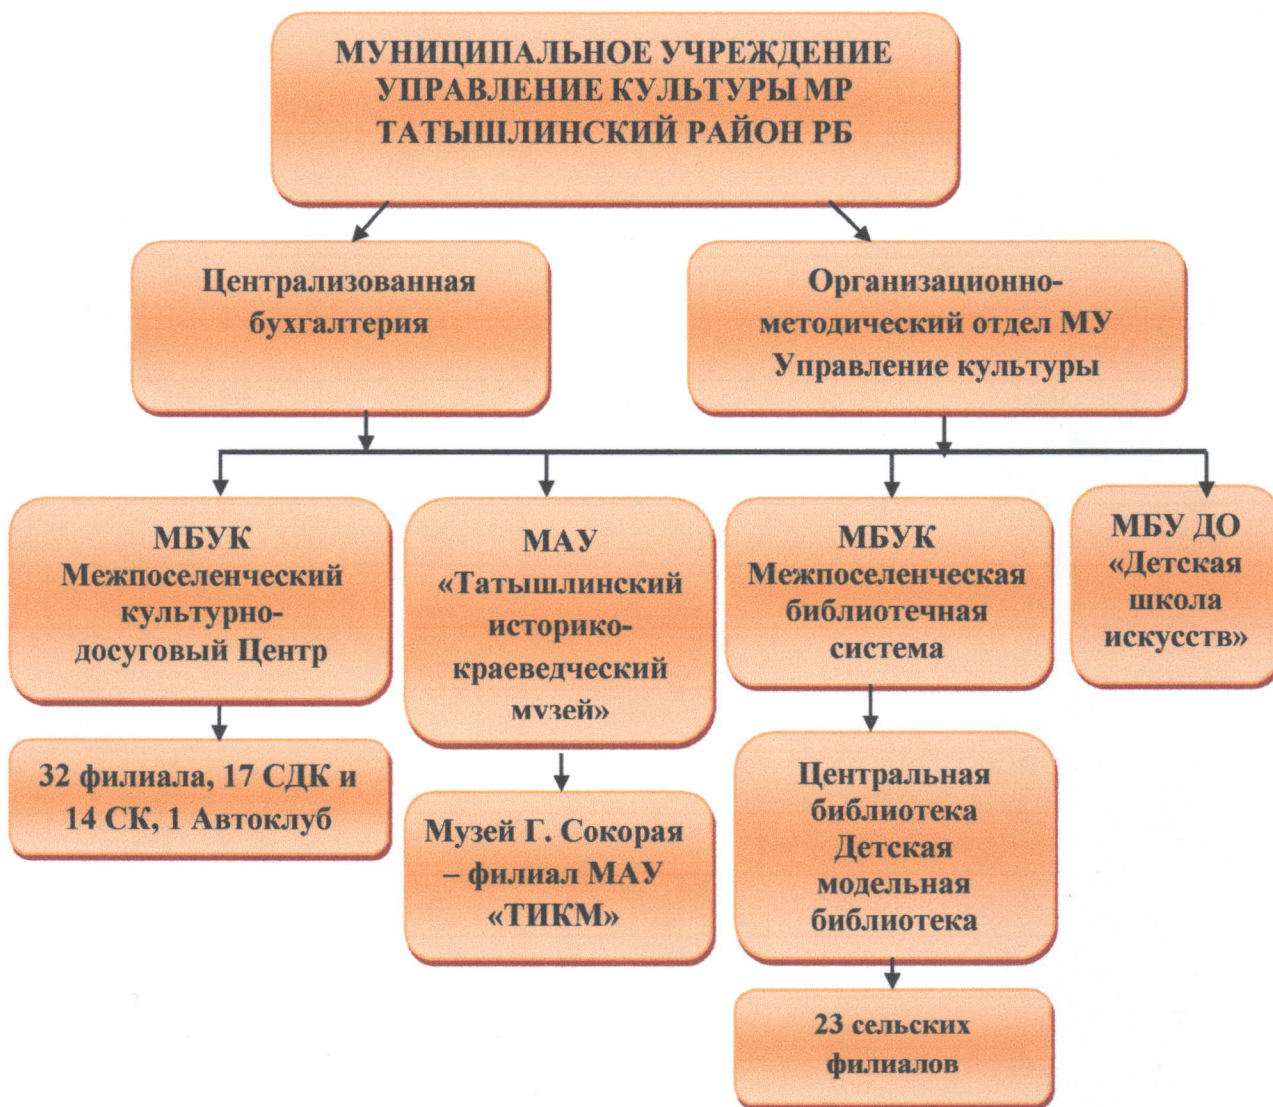 МУНИЦИПАЛЬНОЕ УЧРЕЖДЕНИЕ
УПРАВЛЕНИЕ КУЛЬТУРЫ МР
ТАТЫШЛИНСКИЙ РАЙОН РБ
Централизованная
бухгалтерия
Организационно-
методический отдел МУ
Управление культуры
МБУК
Межпоселенческий
культурно-
досуговый Центр
МАУ
«Татышлинский
историко-
краеведческий
музей»
МБУК
Межпоселенческая
библиотечная
система
МБУ ДО
«Детская
школа
искусств»
32 филиала, 17 СДК и
14 СК, 1 Автоклуб
Музей Г. Сокорая
– филиал МАУ
«ТИКМ»
Центральная
библиотека
Детская
модельная
библиотека
23 сельских
филиалов